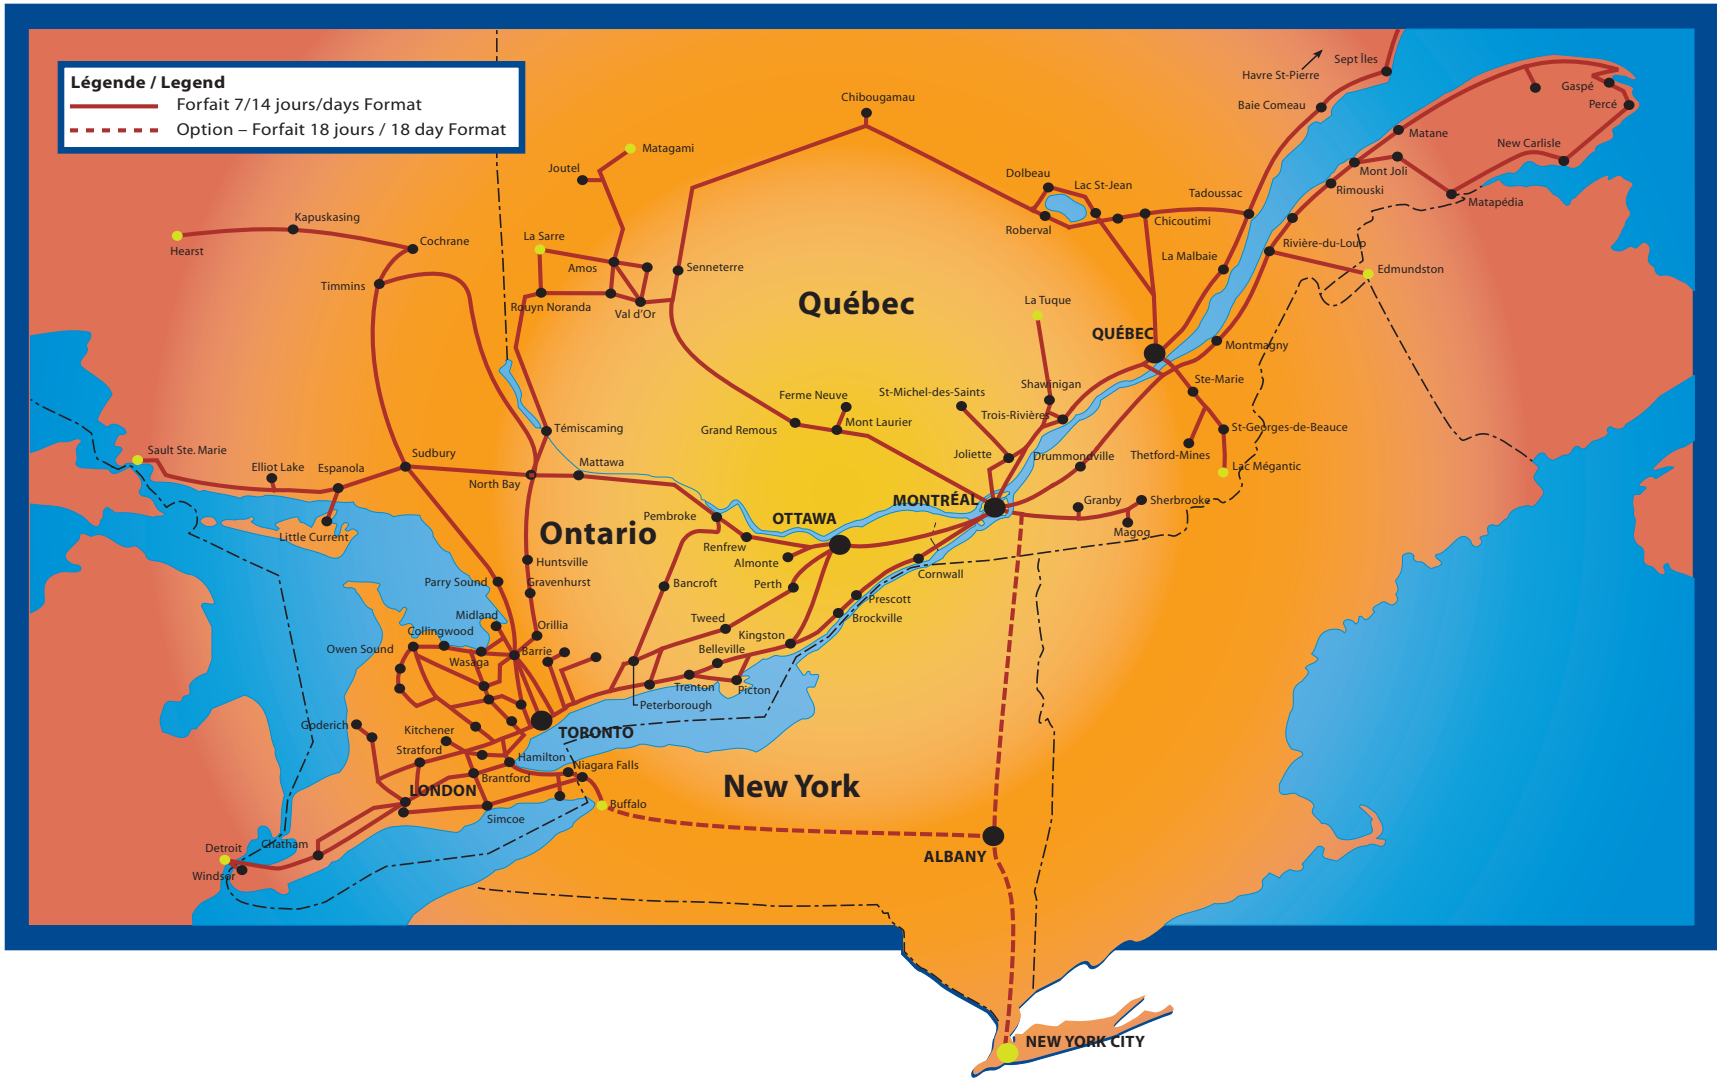 Légende / Legend
Forfait 7/14 jours/days Format
Option – Forfait 18 jours / 18 day Format
Sept Îles
Havre St-Pierre
Gaspé
Chibougamau
Baie Comeau
Percé
Matane
New Carlisle
Matagami
Joutel
Mont Joli
Dolbeau
Lac St-Jean
Tadoussac
Rimouski
Matapédia
Kapuskasing
Chicoutimi
Roberval
Hearst
Cochrane
La Sarre
Rivière-du-Loup
La Malbaie
Amos
Senneterre
Edmundston
Timmins
Rouyn Noranda
Val d'Or
Québec
La Tuque
QUÉBEC
Montmagny
Ste-Marie
Shawinigan
Ferme Neuve
St-Michel-des-Saints
Trois-Rivières
Mont Laurier
Grand Remous
Témiscaming
St-Georges-de-Beauce
Sault Ste. Marie
Sudbury
Joliette
Drummondville
Thetford-Mines
Elliot Lake
Espanola
Mattawa
Lac Mégantic
North Bay
MONTRÉAL
Granby
Sherbrooke
Pembroke
OTTAWA
Ontario
Little Current
Magog
Renfrew
Almonte
Huntsville
Cornwall
Parry Sound
Gravenhurst
Bancroft
Perth
Prescott
Midland
Tweed
Brockville
Collingwood
Orillia
Kingston
Owen Sound
Wasaga
Barrie
Belleville
Trenton
Picton
Peterborough
Goderich
Kitchener
TORONTO
Stratford
Hamilton
Niagara Falls
Brantford
LONDON
New York
Buffalo
Simcoe
Detroit
Chatham
Windsor
ALBANY
NEW YORK CITY